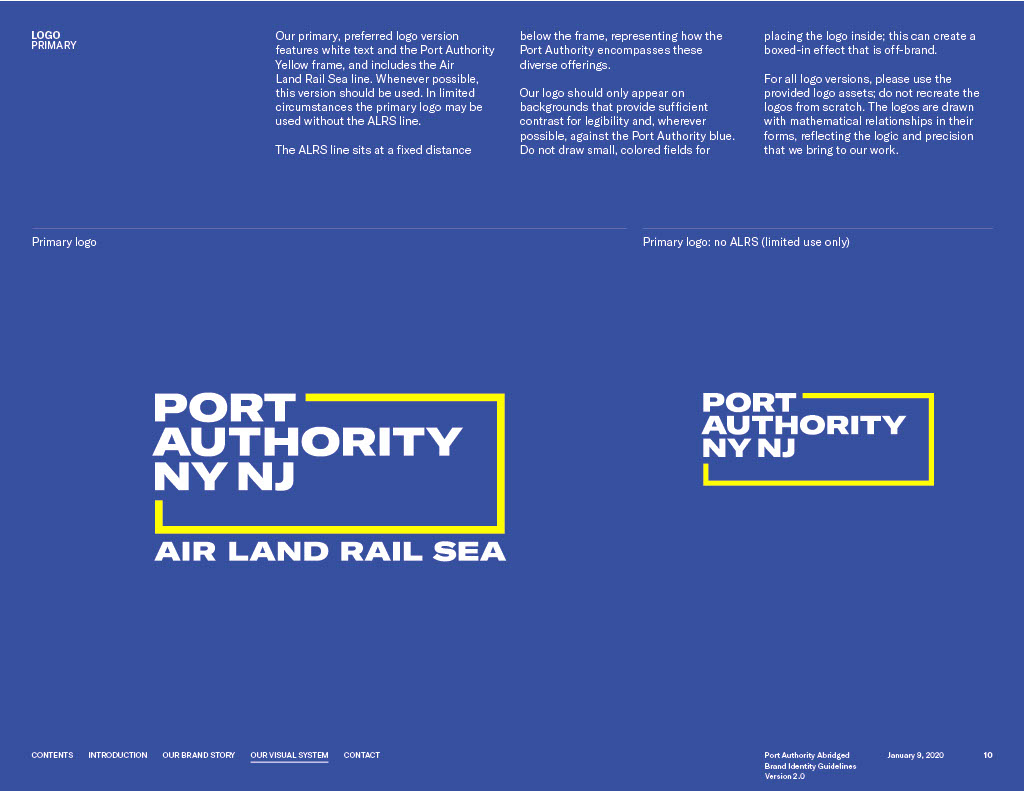 LOGO
PRIMARY
Our primary, preferred logo version
features white text and the Port Authority
Yellow frame, and includes the Air
Land Rail Sea line. Whenever possible,
this version should be used. In limited
circumstances the primary logo may be
used without the ALRS line.
The ALRS line sits at a fixed distance
below the frame, representing how the
Port Authority encompasses these
diverse offerings.
Our logo should only appear on
backgrounds that provide sufficient
contrast for legibility and, wherever
possible, against the Port Authority blue.
Do not draw small, colored fields for
placing the logo inside; this can create a
boxed-in effect that is off-brand.
For all logo versions, please use the
provided logo assets; do not recreate the
logos from scratch. The logos are drawn
with mathematical relationships in their
forms, reflecting the logic and precision
that we bring to our work.
Primary logo
Primary logo: no ALRS (limited use only)
PORT
AUTHORITY
NY NJ
AIR LAND RAIL SEA
PORT
AUTHORITY
NY NJ
CONTENTS INTRODUCTION OUR BRAND STORY OUR VISUAL SYSTEM CONTACT
Port Authority Abridged
Brand Identity Guidelines
Version 2.0
January 9, 2020
10